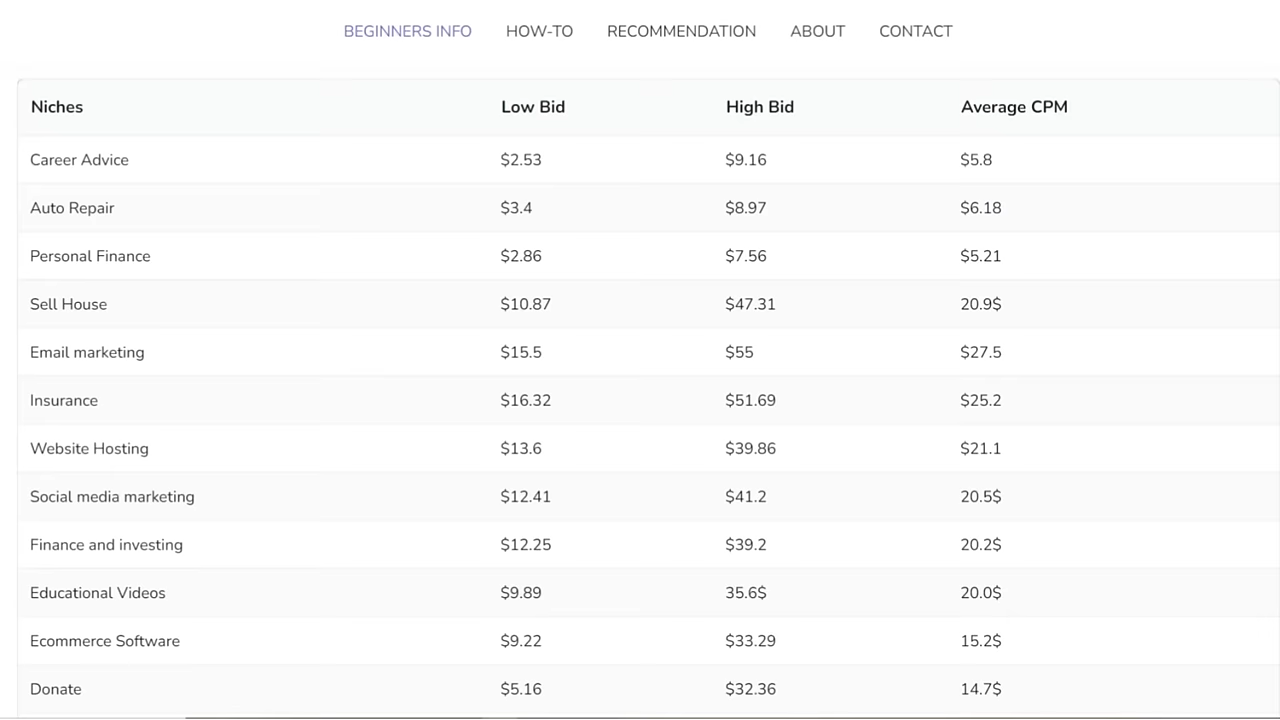 BEGINNERS INFO HOW-TO RECOMMENDATION ABOUT CONTACT
Niches Low Bid High Bid Average CPM
Career Advice $2.53 $9.16 $5.8
Auto Repair $3.4 $8.97 $6.18
Personal Finance $2.86 $7.56 $5.21
Sell House $10.87 $47.31 20.9$
Email marketing $15.5 $55 $27.5
Insurance $16.32 $51.69 $25.2
Website Hosting $13.6 $39.86 $21.1
Social media marketing $12.41 $41.2 20.5$
Finance and investing $12.25 $39.2 20.2$
Educational Videos $9.89 35.6$ 20.0$
Ecommerce Software $9.22 $33.29 15.2$
Donate $5.16 $32.36 14.7$